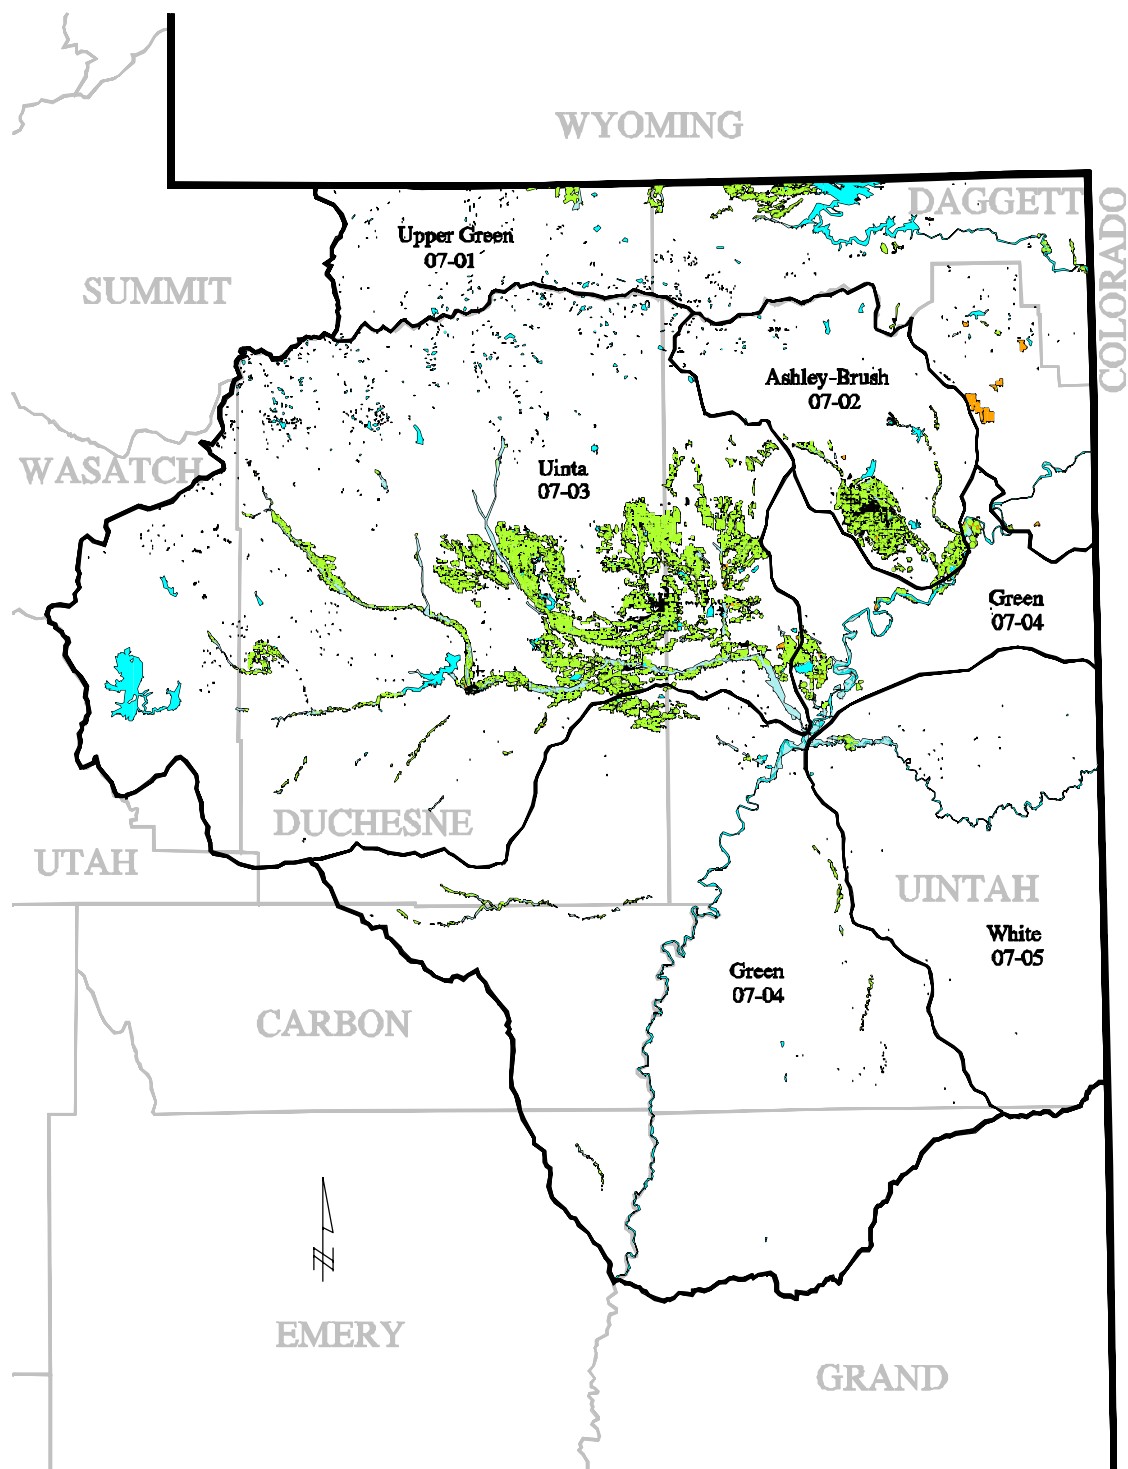 WYOMING
DAGGETT
COLORADO
Upper Green
07-01
SUMMIT
Ashley-Brush
07-02
WASATCH
Uinta
07-03
Green
07-04
DUCHESNE
UTAH
UINTAH
White
07-05
Green
07-04
CARBON
EMERY
GRAND